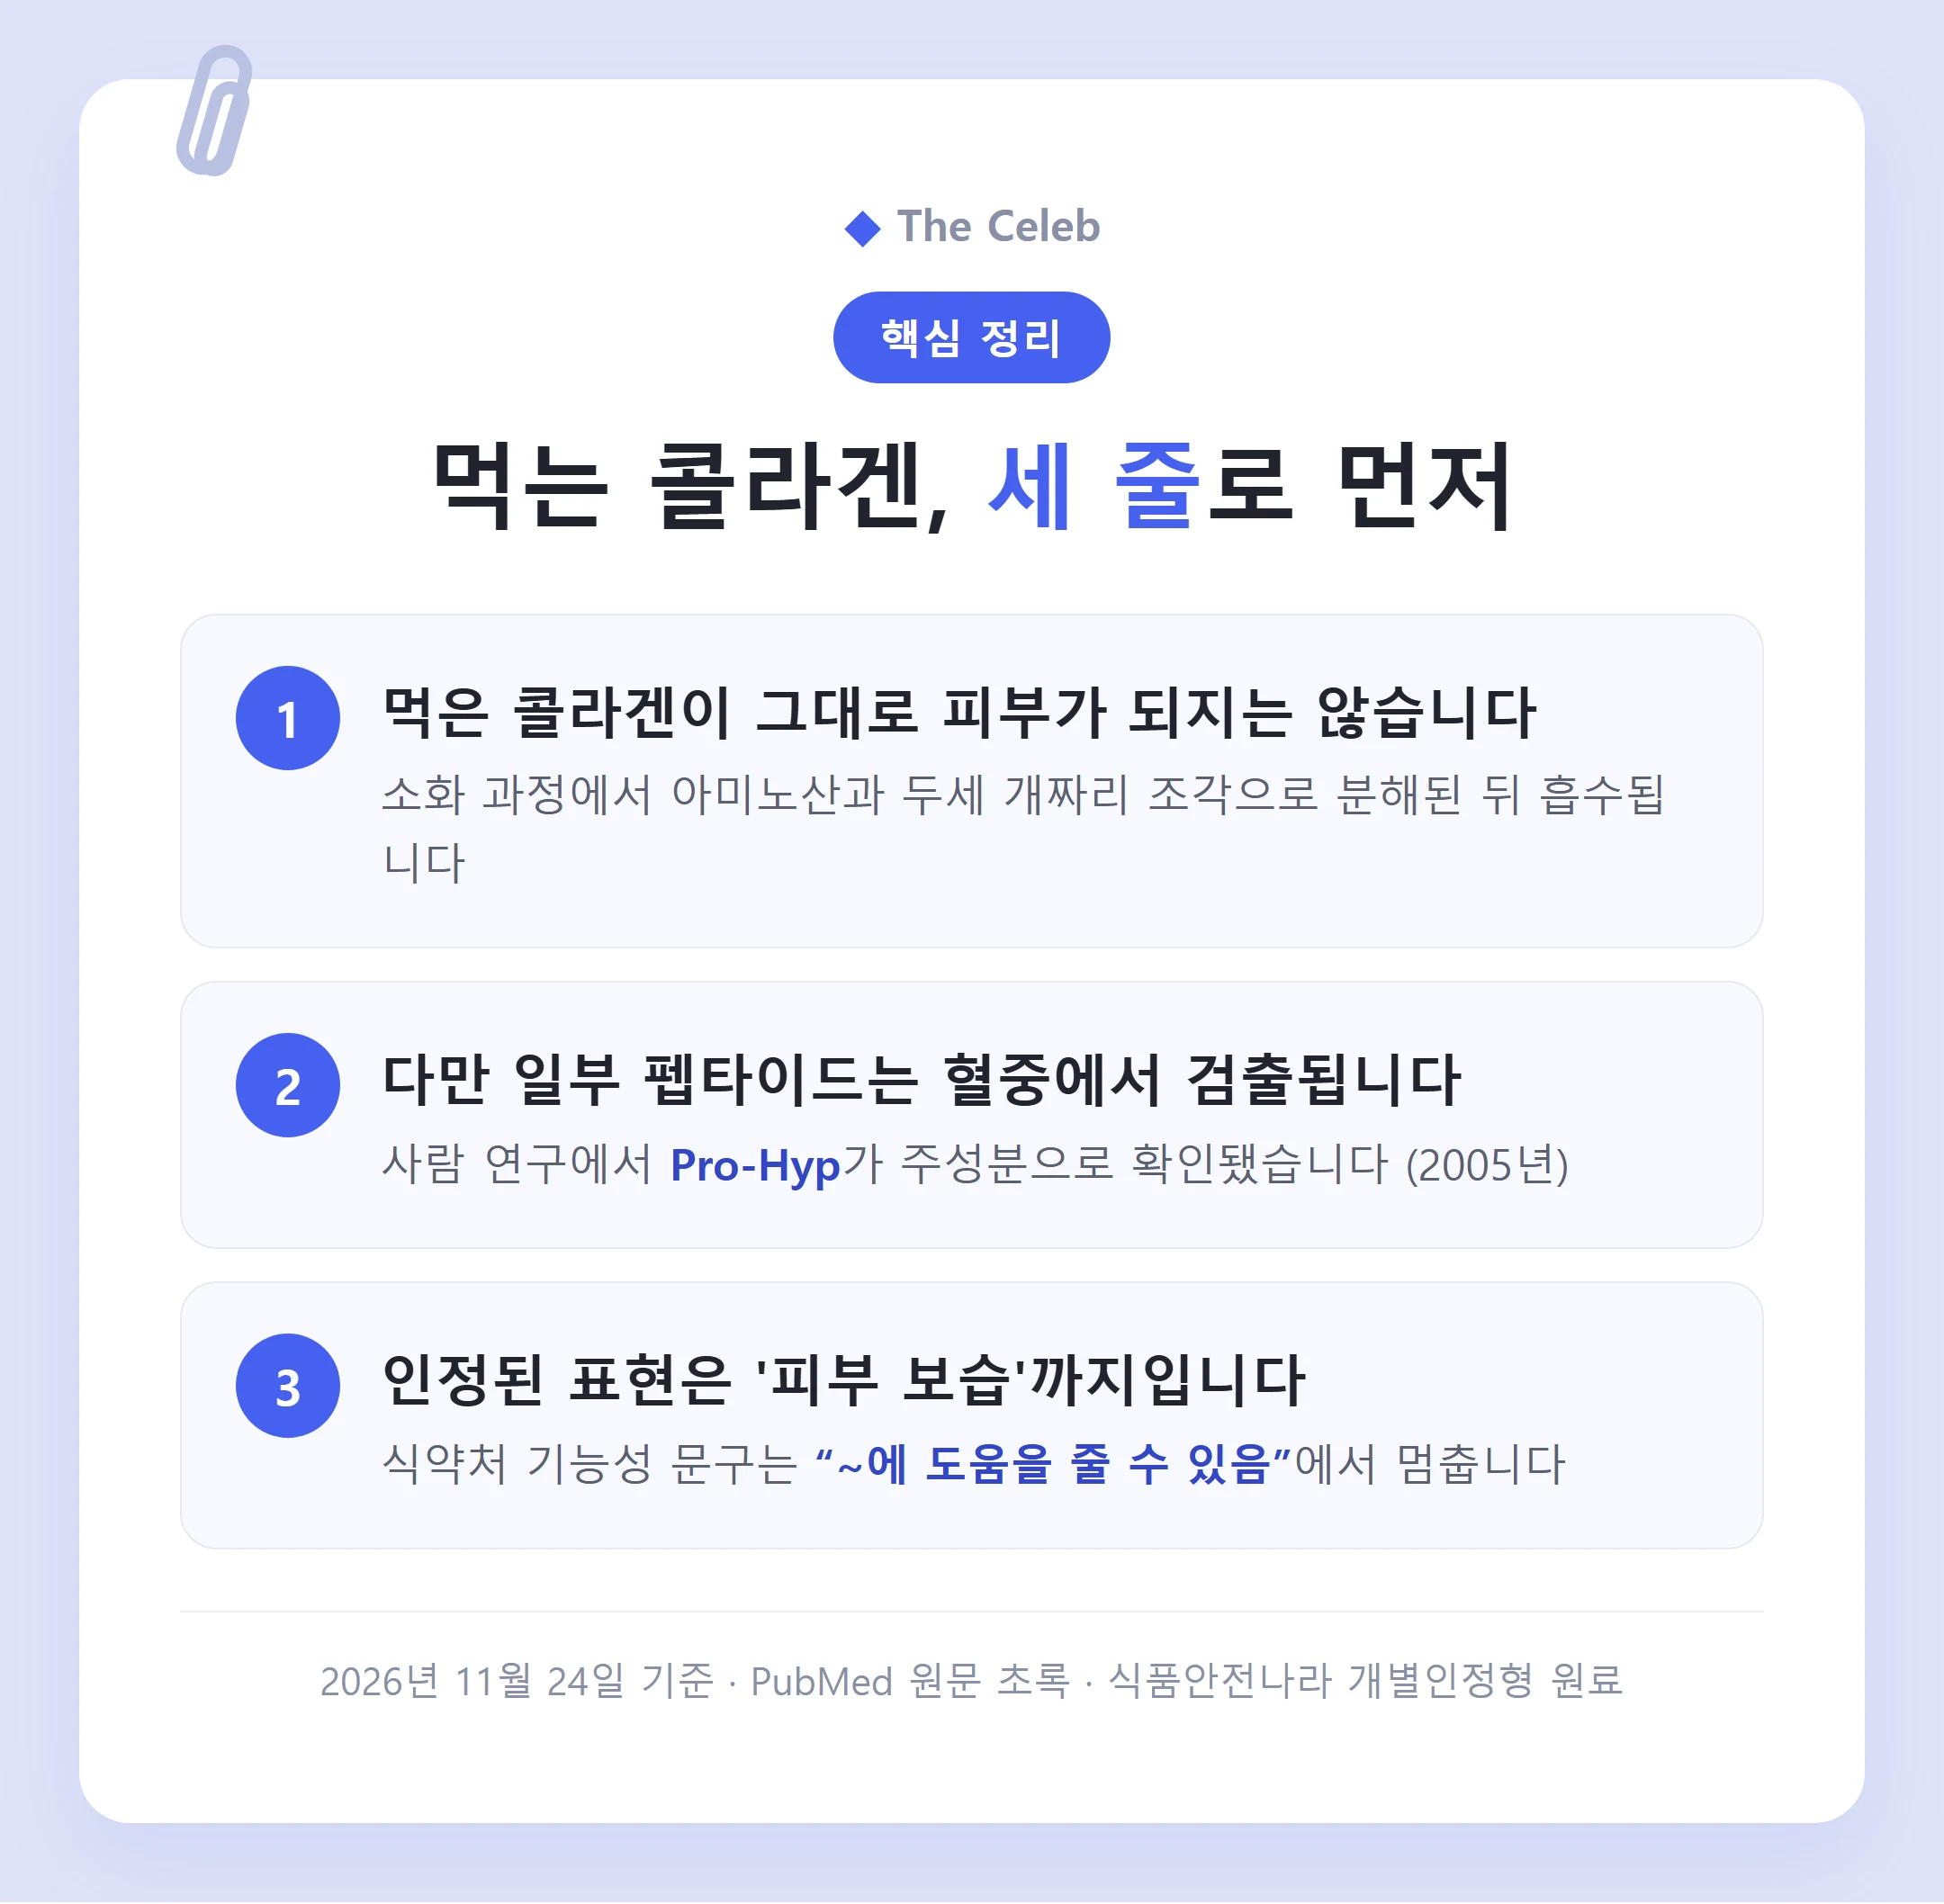 The Celeb
핵심 정리
먹는 콜라겐, 세 줄로 먼저
1
먹은 콜라겐이 그대로 피부가 되지는 않습니다
소화 과정에서 아미노산과 두세 개짜리 조각으로 분해된 뒤 흡수됩
니다
2
다만 일부 펩타이드는 혈중에서 검출됩니다
사람 연구에서 Pro-Hyp가 주성분으로 확인됐습니다 (2005년)
3
인정된 표현은 '피부 보습'까지입니다
식약처 기능성 문구는 “~에 도움을 줄 수 있음”에서 멈춥니다
2026년 11월 24일 기준 · PubMed 원문 초록 · 식품안전나라 개별인정형 원료